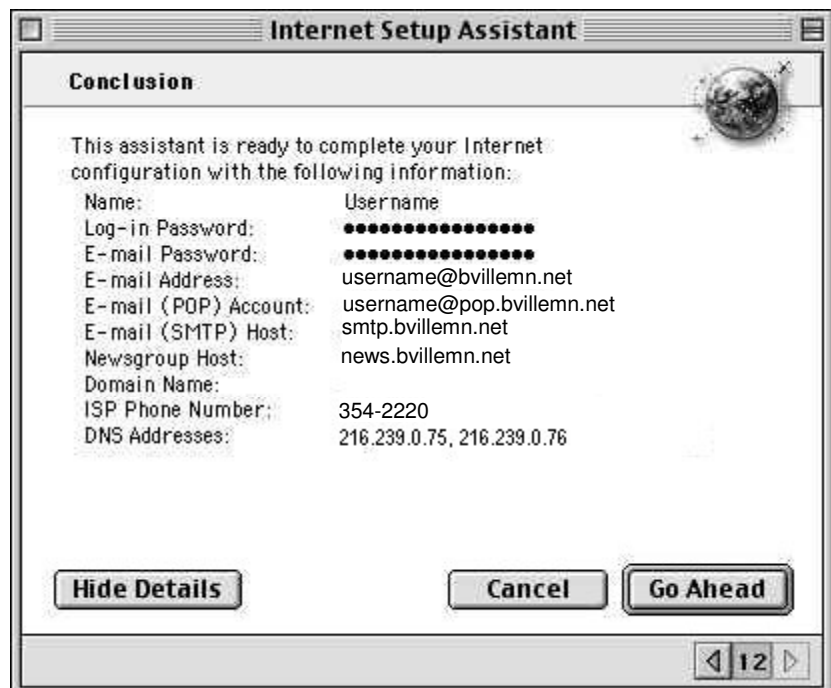 Internet Setup Assistant
Conclusion
This assistant is ready to complete your Internet
configuration with the following information:
Name: Username
Log-in Password: ●●●●●●●●●●●●●●●●
E-mail Password: ●●●●●●●●●●●●●●●●
E-mail Address: username@bvillemn.net
E-mail (POP) Account: username@pop.bvillemn.net
E-mail (SMTP) Host: smtp.bvillemn.net
Newsgroup Host: news.bvillemn.net
Domain Name:
ISP Phone Number: 354-2220
DNS Addresses: 216.239.0.75, 216.239.0.76
Hide Details Cancel Go Ahead
12